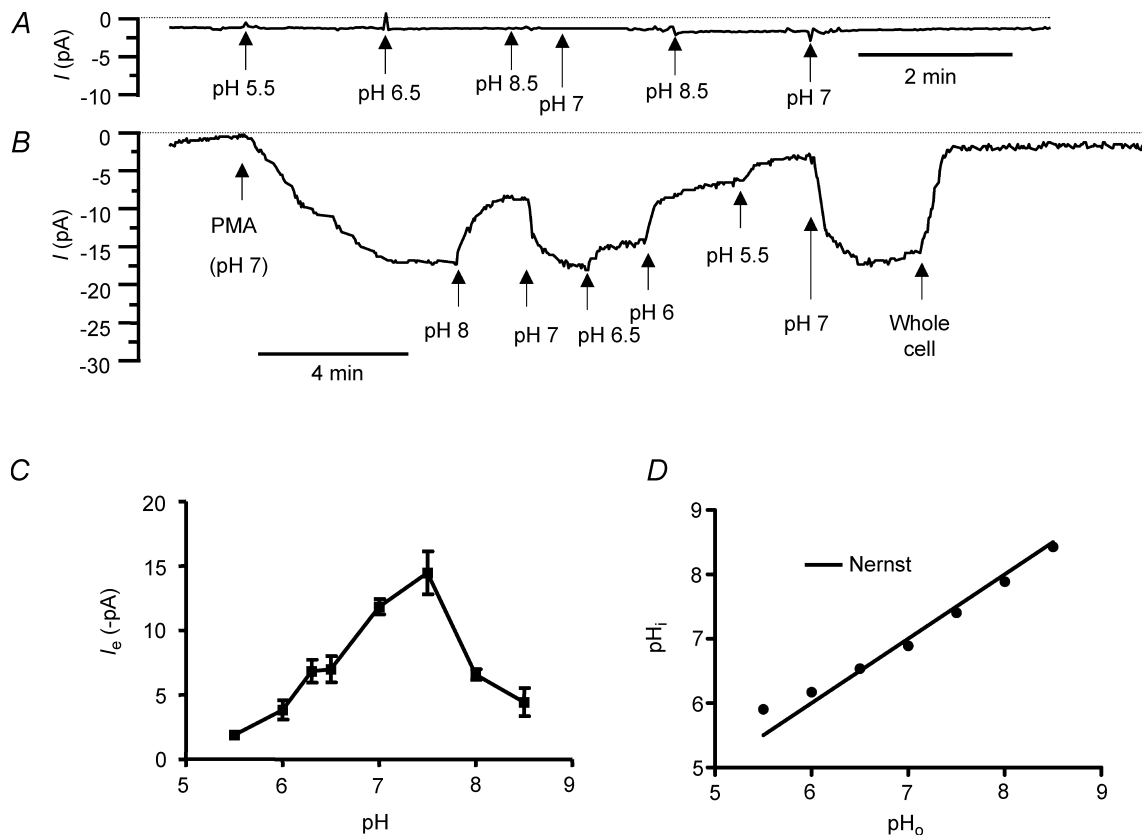 A
I (pA)
0
-5
-10
pH 5.5
pH 6.5
pH 8.5
pH 7
pH 8.5
pH 7
2 min
B
I (pA)
0
-5
-10
-15
-20
-25
-30
PMA
(pH 7)
pH 8
pH 7
pH 6.5
pH 6
pH 5.5
pH 7
Whole
cell
4 min
C
Ie (-pA)
20
15
10
5
0
5 6 7 8 9
pH
D
pHi
9
8
7
6
5
Nernst
5 6 7 8 9
pHo